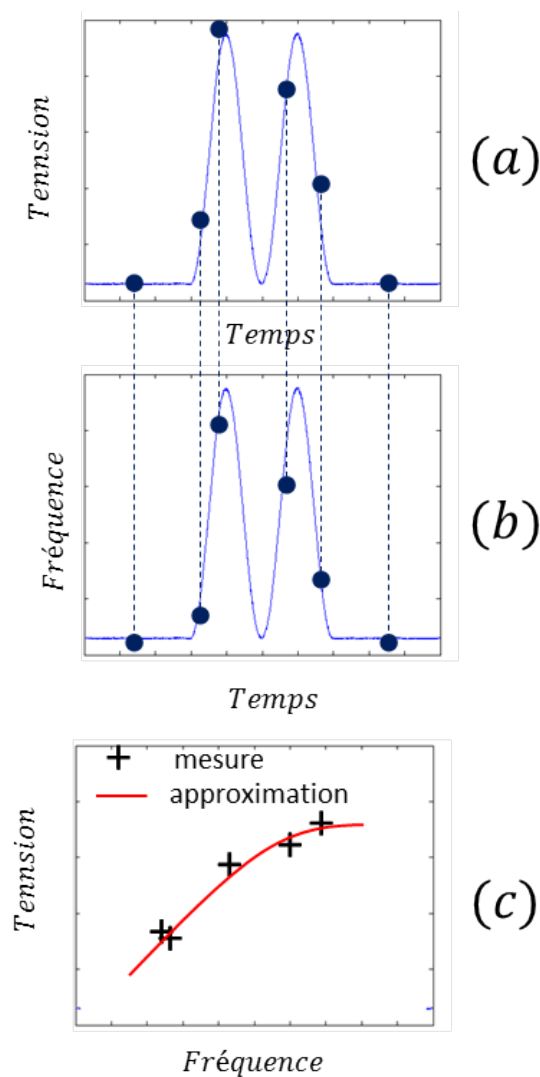 Tennsion
(a)
Temps
Fréquence
(b)
Temps
mesure
approximation
Tennsion
(c)
Fréquence